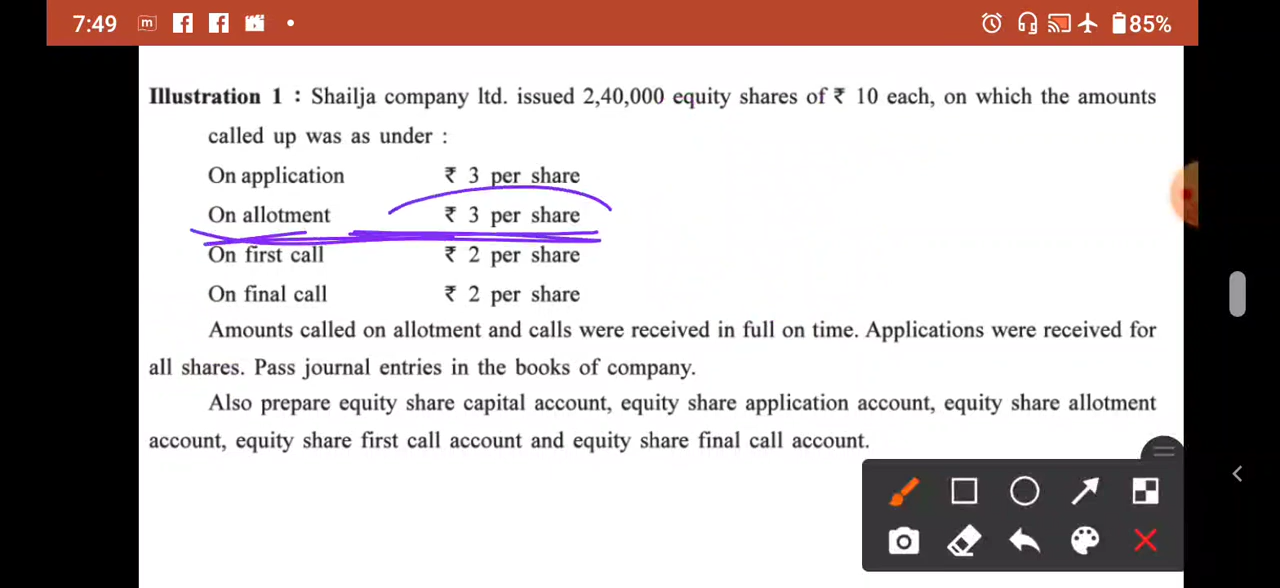 7:49 m 85%
Illustration 1 : Shailja company ltd. issued 2,40,000 equity shares of ₹ 10 each, on which the amounts
called up was as under :
On application ₹ 3 per share
On allotment ₹ 3 per share
On first call ₹ 2 per share
On final call ₹ 2 per share
Amounts called on allotment and calls were received in full on time. Applications were received for
all shares. Pass journal entries in the books of company.
Also prepare equity share capital account, equity share application account, equity share allotment
account, equity share first call account and equity share final call account.